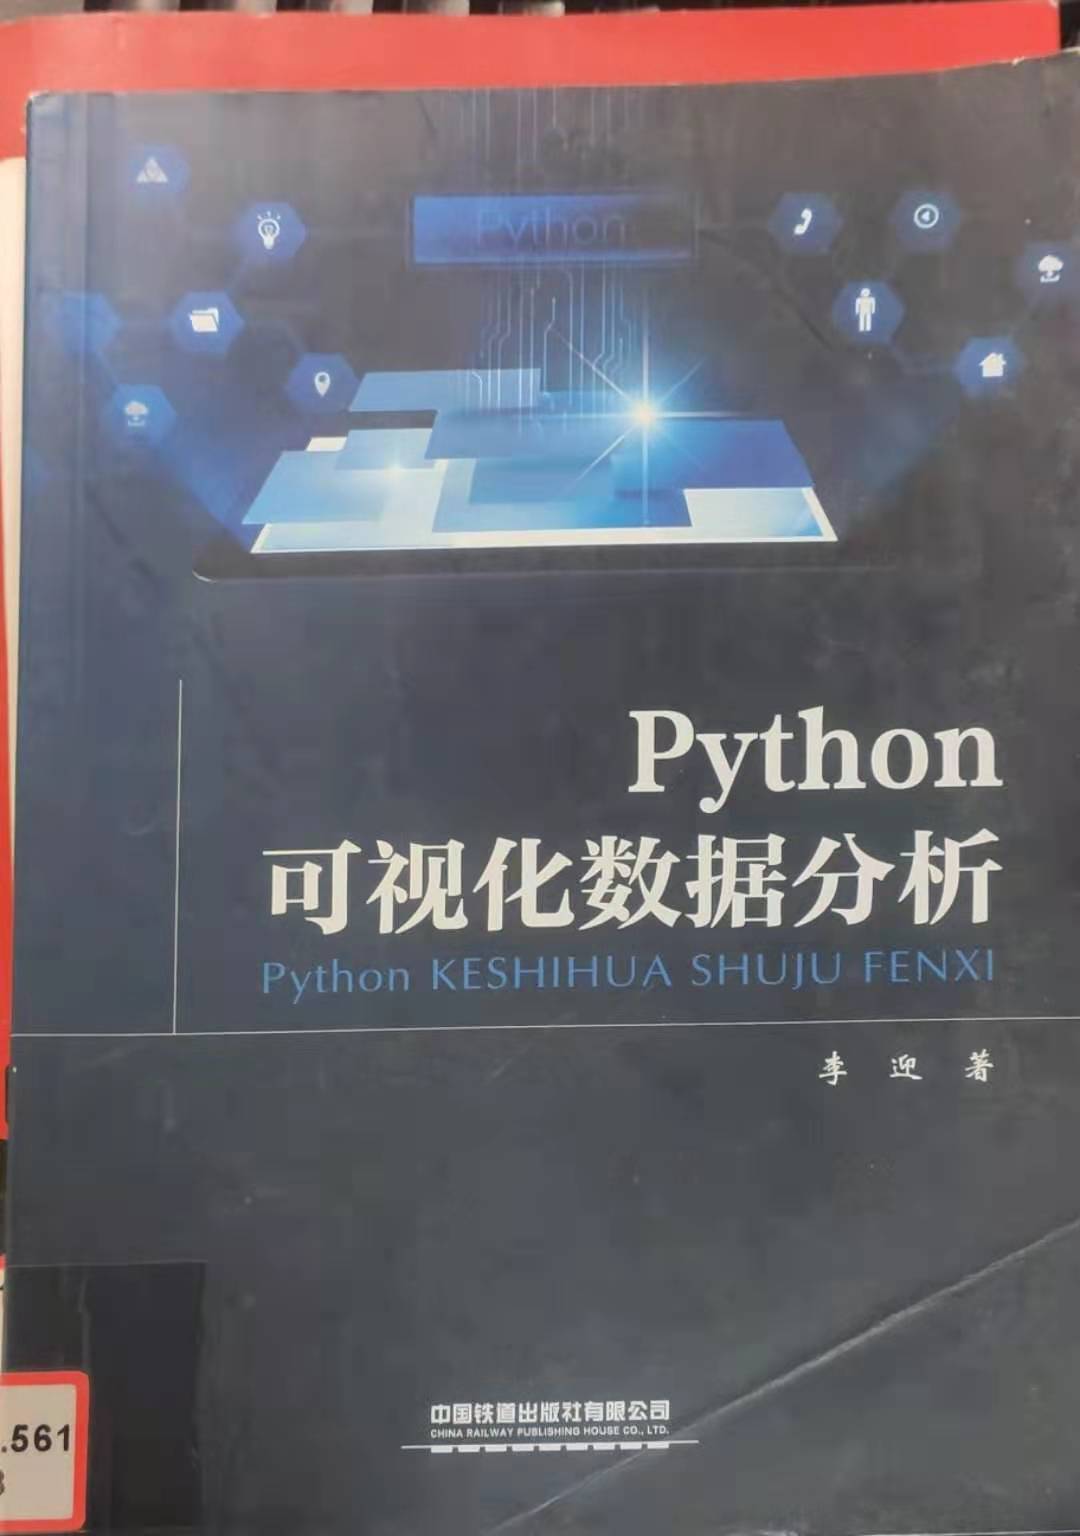 Python
Python
可视化数据分析
Python KESHIHUA SHUJU FENXI
李 迎 著
中国铁道出版社有限公司
CHINA RAILWAY PUBLISHING HOUSE CO., LTD.
.561